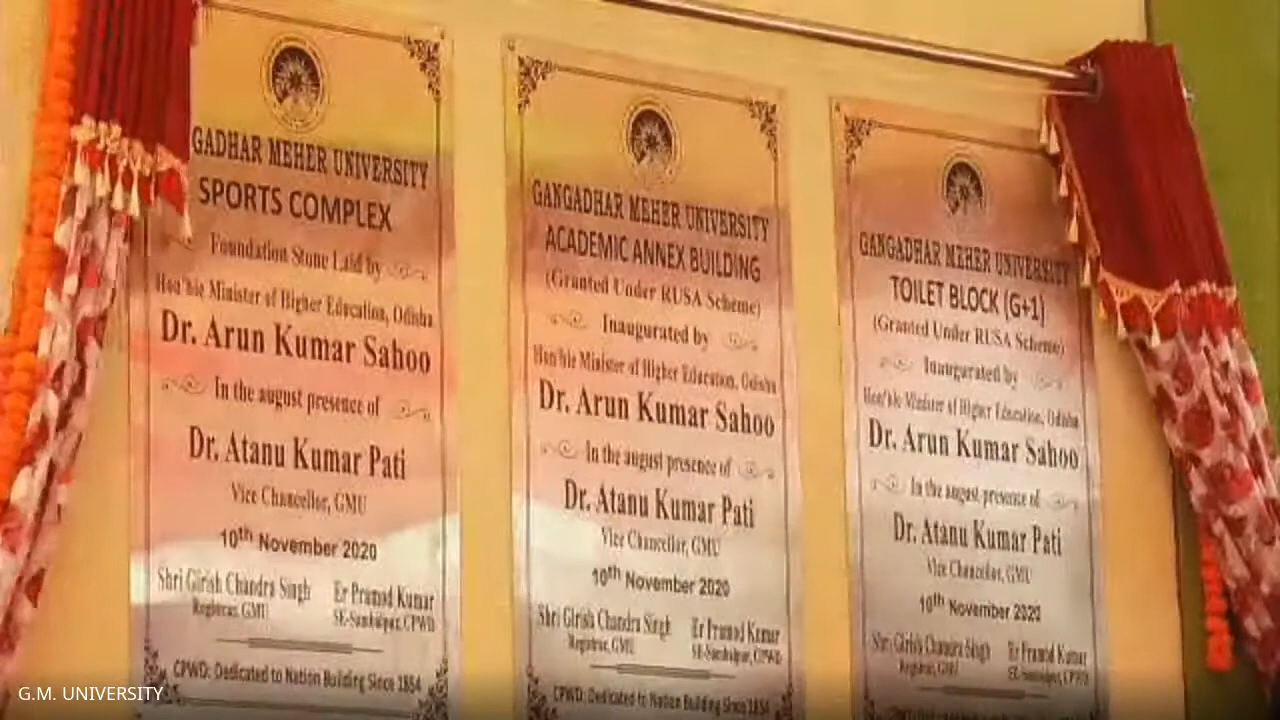 GADHAR MEHER UNIVERSITY
SPORTS COMPLEX
Foundation Stone Laid by
Hon'ble Minister of Higher Education, Odisha
Dr. Arun Kumar Sahoo
In the august presence of
Dr. Atanu Kumar Pati
Vice Chancellor, GMU
10th November 2020
Shri Girish Chandra Singh Er Pramod Kumar
Registrar, GMU SE-Sambalpur, CPWD
CPWD: Dedicated to Nation Building Since 1854
GANGADHAR MEHER UNIVERSITY
ACADEMIC ANNEX BUILDING
(Granted Under RUSA Scheme)
Inaugurated by
Hon'ble Minister of Higher Education, Odisha
Dr. Arun Kumar Sahoo
In the august presence of
Dr. Atanu Kumar Pati
Vice Chancellor, GMU
10th November 2020
Shri Girish Chandra Singh Er Pramod Kumar
Registrar, GMU SE-Sambalpur, CPWD
CPWD: Dedicated to Nation Building Since 1854
GANGADHAR MEHER UNIVERSITY
TOILET BLOCK (G+1)
(Granted Under RUSA Scheme)
Inaugurated by
Hon'ble Minister of Higher Education, Odisha
Dr. Arun Kumar Sahoo
In the august presence of
Dr. Atanu Kumar Pati
Vice Chancellor, GMU
10th November 2020
Shri Girish Chandra Singh Er Pramod Kumar
Registrar, GMU SE-Sambalpur, CPWD
G.M. UNIVERSITY